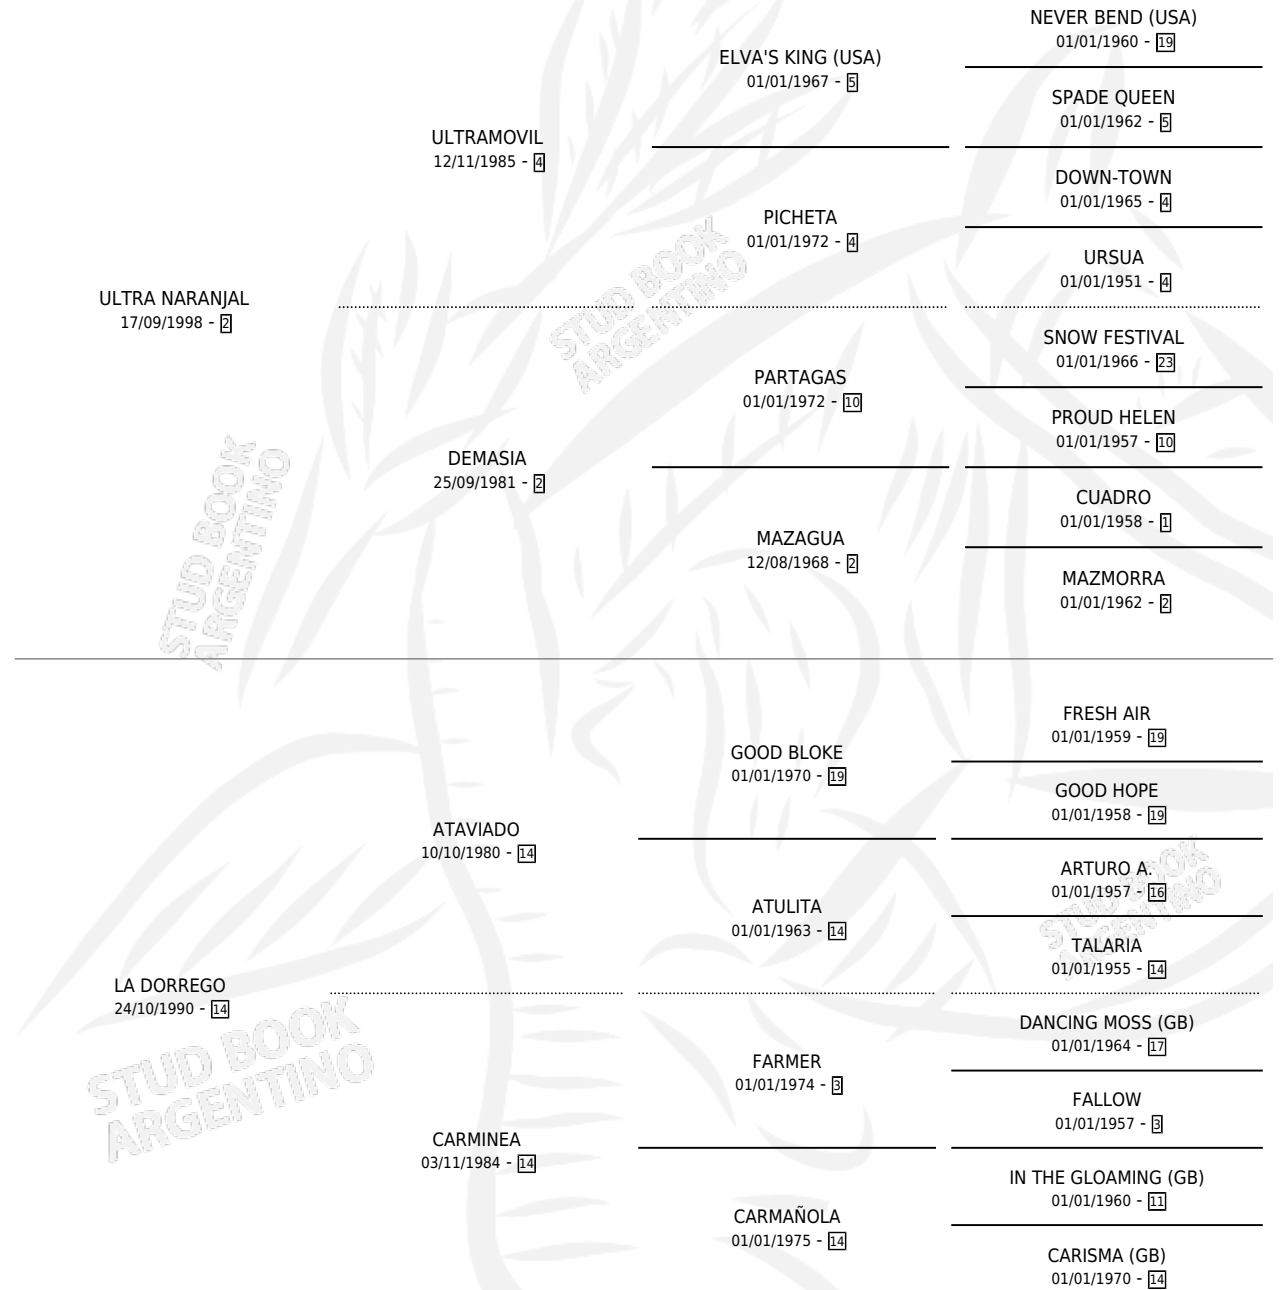 NEVER BEND (USA)
01/01/1960 - 19
ELVA'S KING (USA)
01/01/1967 - 5
SPADE QUEEN
01/01/1962 - 5
ULTRAMOVIL
12/11/1985 - 4
DOWN-TOWN
01/01/1965 - 4
PICHETA
01/01/1972 - 4
URSUA
01/01/1951 - 4
ULTRA NARANJAL
17/09/1998 - 2
SNOW FESTIVAL
01/01/1966 - 23
PARTAGAS
01/01/1972 - 10
PROUD HELEN
01/01/1957 - 10
DEMASIA
25/09/1981 - 2
CUADRO
01/01/1958 - 1
MAZAGUA
12/08/1968 - 2
MAZMORRA
01/01/1962 - 2
STUD BOOK
ARGENTINO
STUD BOOK
ARGENTINO
FRESH AIR
01/01/1959 - 19
GOOD BLOKE
01/01/1970 - 19
GOOD HOPE
01/01/1958 - 19
ATAVIADO
10/10/1980 - 14
ARTURO A.
01/01/1957 - 16
ATULITA
01/01/1963 - 14
TALARIA
01/01/1955 - 14
STUD BOOK
ARGENTINO
LA DORREGO
24/10/1990 - 14
DANCING MOSS (GB)
01/01/1964 - 17
FARMER
01/01/1974 - 3
FALLOW
01/01/1957 - 3
CARMINEA
03/11/1984 - 14
IN THE GLOAMING (GB)
01/01/1960 - 11
CARMAÑOLA
01/01/1975 - 14
CARISMA (GB)
01/01/1970 - 14
STUD BOOK
ARGENTINO